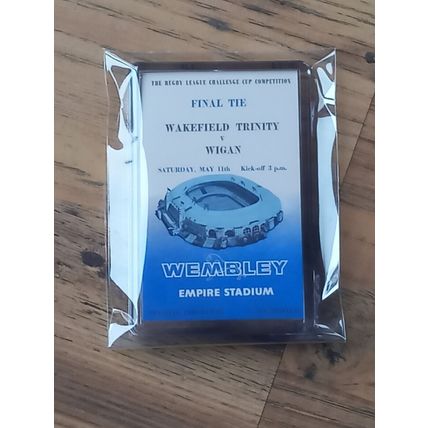 THE RUGBY LEAGUE CHALLENGE CUP COMPETITION
FINAL TIE
WAKEFIELD TRINITY
v
WIGAN
SATURDAY, MAY 11th Kick-off 3 p.m.
WEMBLEY
EMPIRE STADIUM